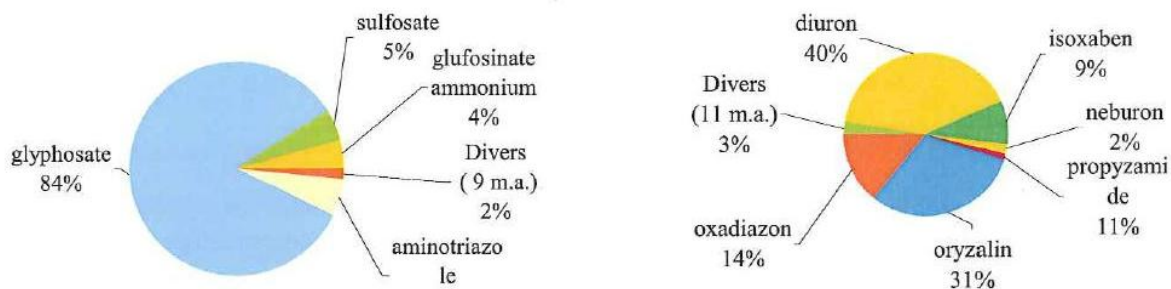 sulfosate
5%
glufosinate
ammonium
4%
Divers
( 9 m.a.)
2%
aminotriazo
le
glyphosate
84%
diuron
40%
isoxaben
9%
neburon
2%
propyzami
de
11%
oryzalin
31%
oxadiazon
14%
Divers
(11 m.a.)
3%